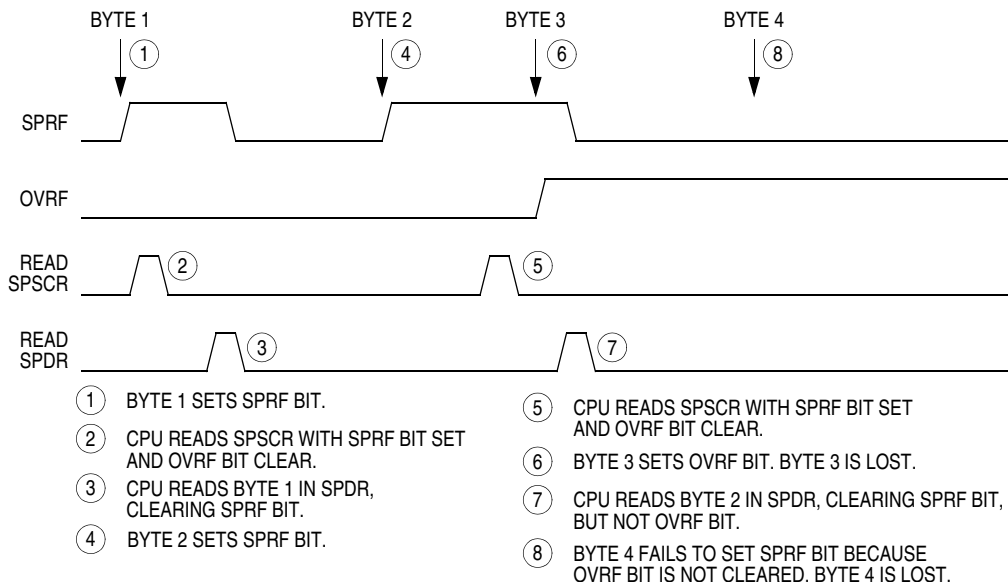 BYTE 1 BYTE 2 BYTE 3 BYTE 4
1 4 6 8
SPRF
OVRF
READ
SPSCR
2 5
READ
SPDR
3 7
1 BYTE 1 SETS SPRF BIT.
2 CPU READS SPSCR WITH SPRF BIT SET
AND OVRF BIT CLEAR.
3 CPU READS BYTE 1 IN SPDR,
CLEARING SPRF BIT.
4 BYTE 2 SETS SPRF BIT.
5 CPU READS SPSCR WITH SPRF BIT SET
AND OVRF BIT CLEAR.
6 BYTE 3 SETS OVRF BIT. BYTE 3 IS LOST.
7 CPU READS BYTE 2 IN SPDR, CLEARING SPRF BIT,
BUT NOT OVRF BIT.
8 BYTE 4 FAILS TO SET SPRF BIT BECAUSE
OVRF BIT IS NOT CLEARED. BYTE 4 IS LOST.